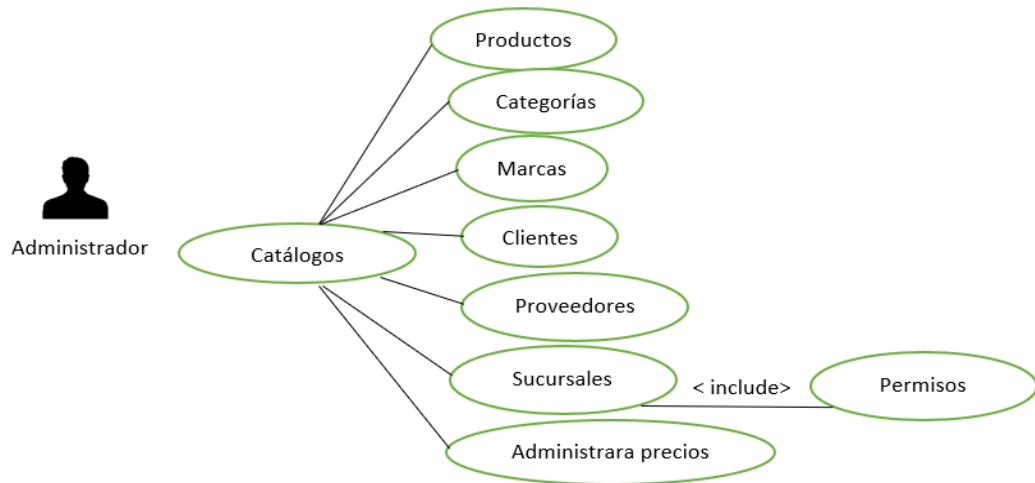 Productos
Categorías
Marcas
Administrador
Catálogos
Clientes
Proveedores
Sucursales
< include>
Permisos
Administrara precios